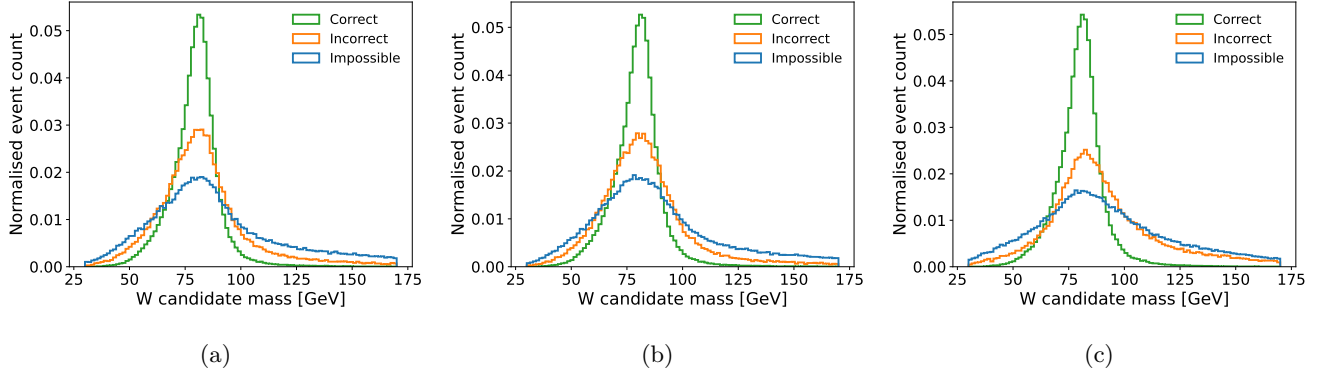 Normalised event count
0.05
0.04
0.03
0.02
0.01
0.00
25 50 75 100 125 150 175
W candidate mass [GeV]
Correct
Incorrect
Impossible
(a)
Normalised event count
0.05
0.04
0.03
0.02
0.01
0.00
25 50 75 100 125 150 175
W candidate mass [GeV]
Correct
Incorrect
Impossible
(b)
Normalised event count
0.05
0.04
0.03
0.02
0.01
0.00
25 50 75 100 125 150 175
W candidate mass [GeV]
Correct
Incorrect
Impossible
(c)